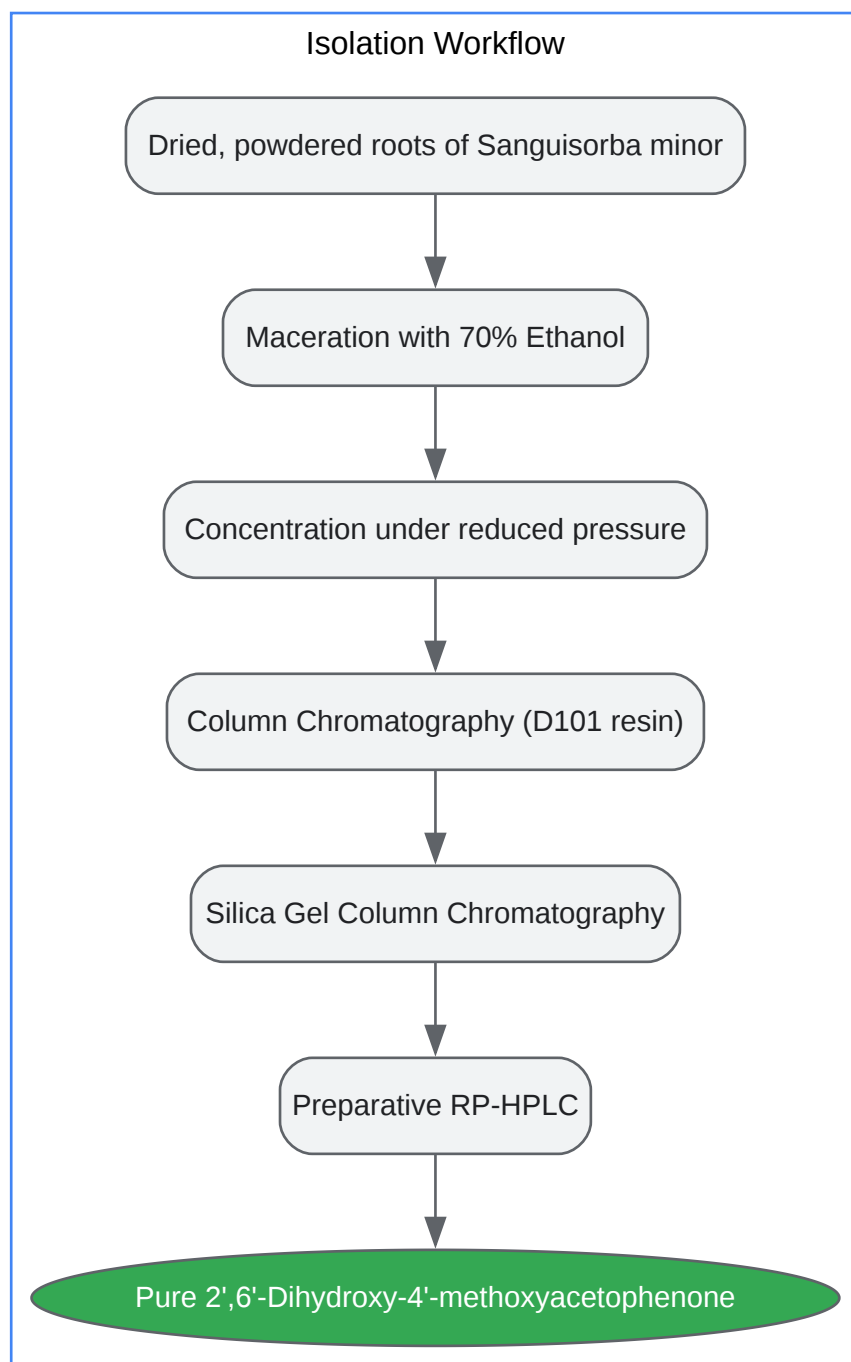 Isolation Workflow
Dried, powdered roots of Sanguisorba minor
Maceration with 70% Ethanol
Concentration under reduced pressure
Column Chromatography (D101 resin)
Silica Gel Column Chromatography
Preparative RP-HPLC
Pure 2',6'-Dihydroxy-4'-methoxyacetophenone